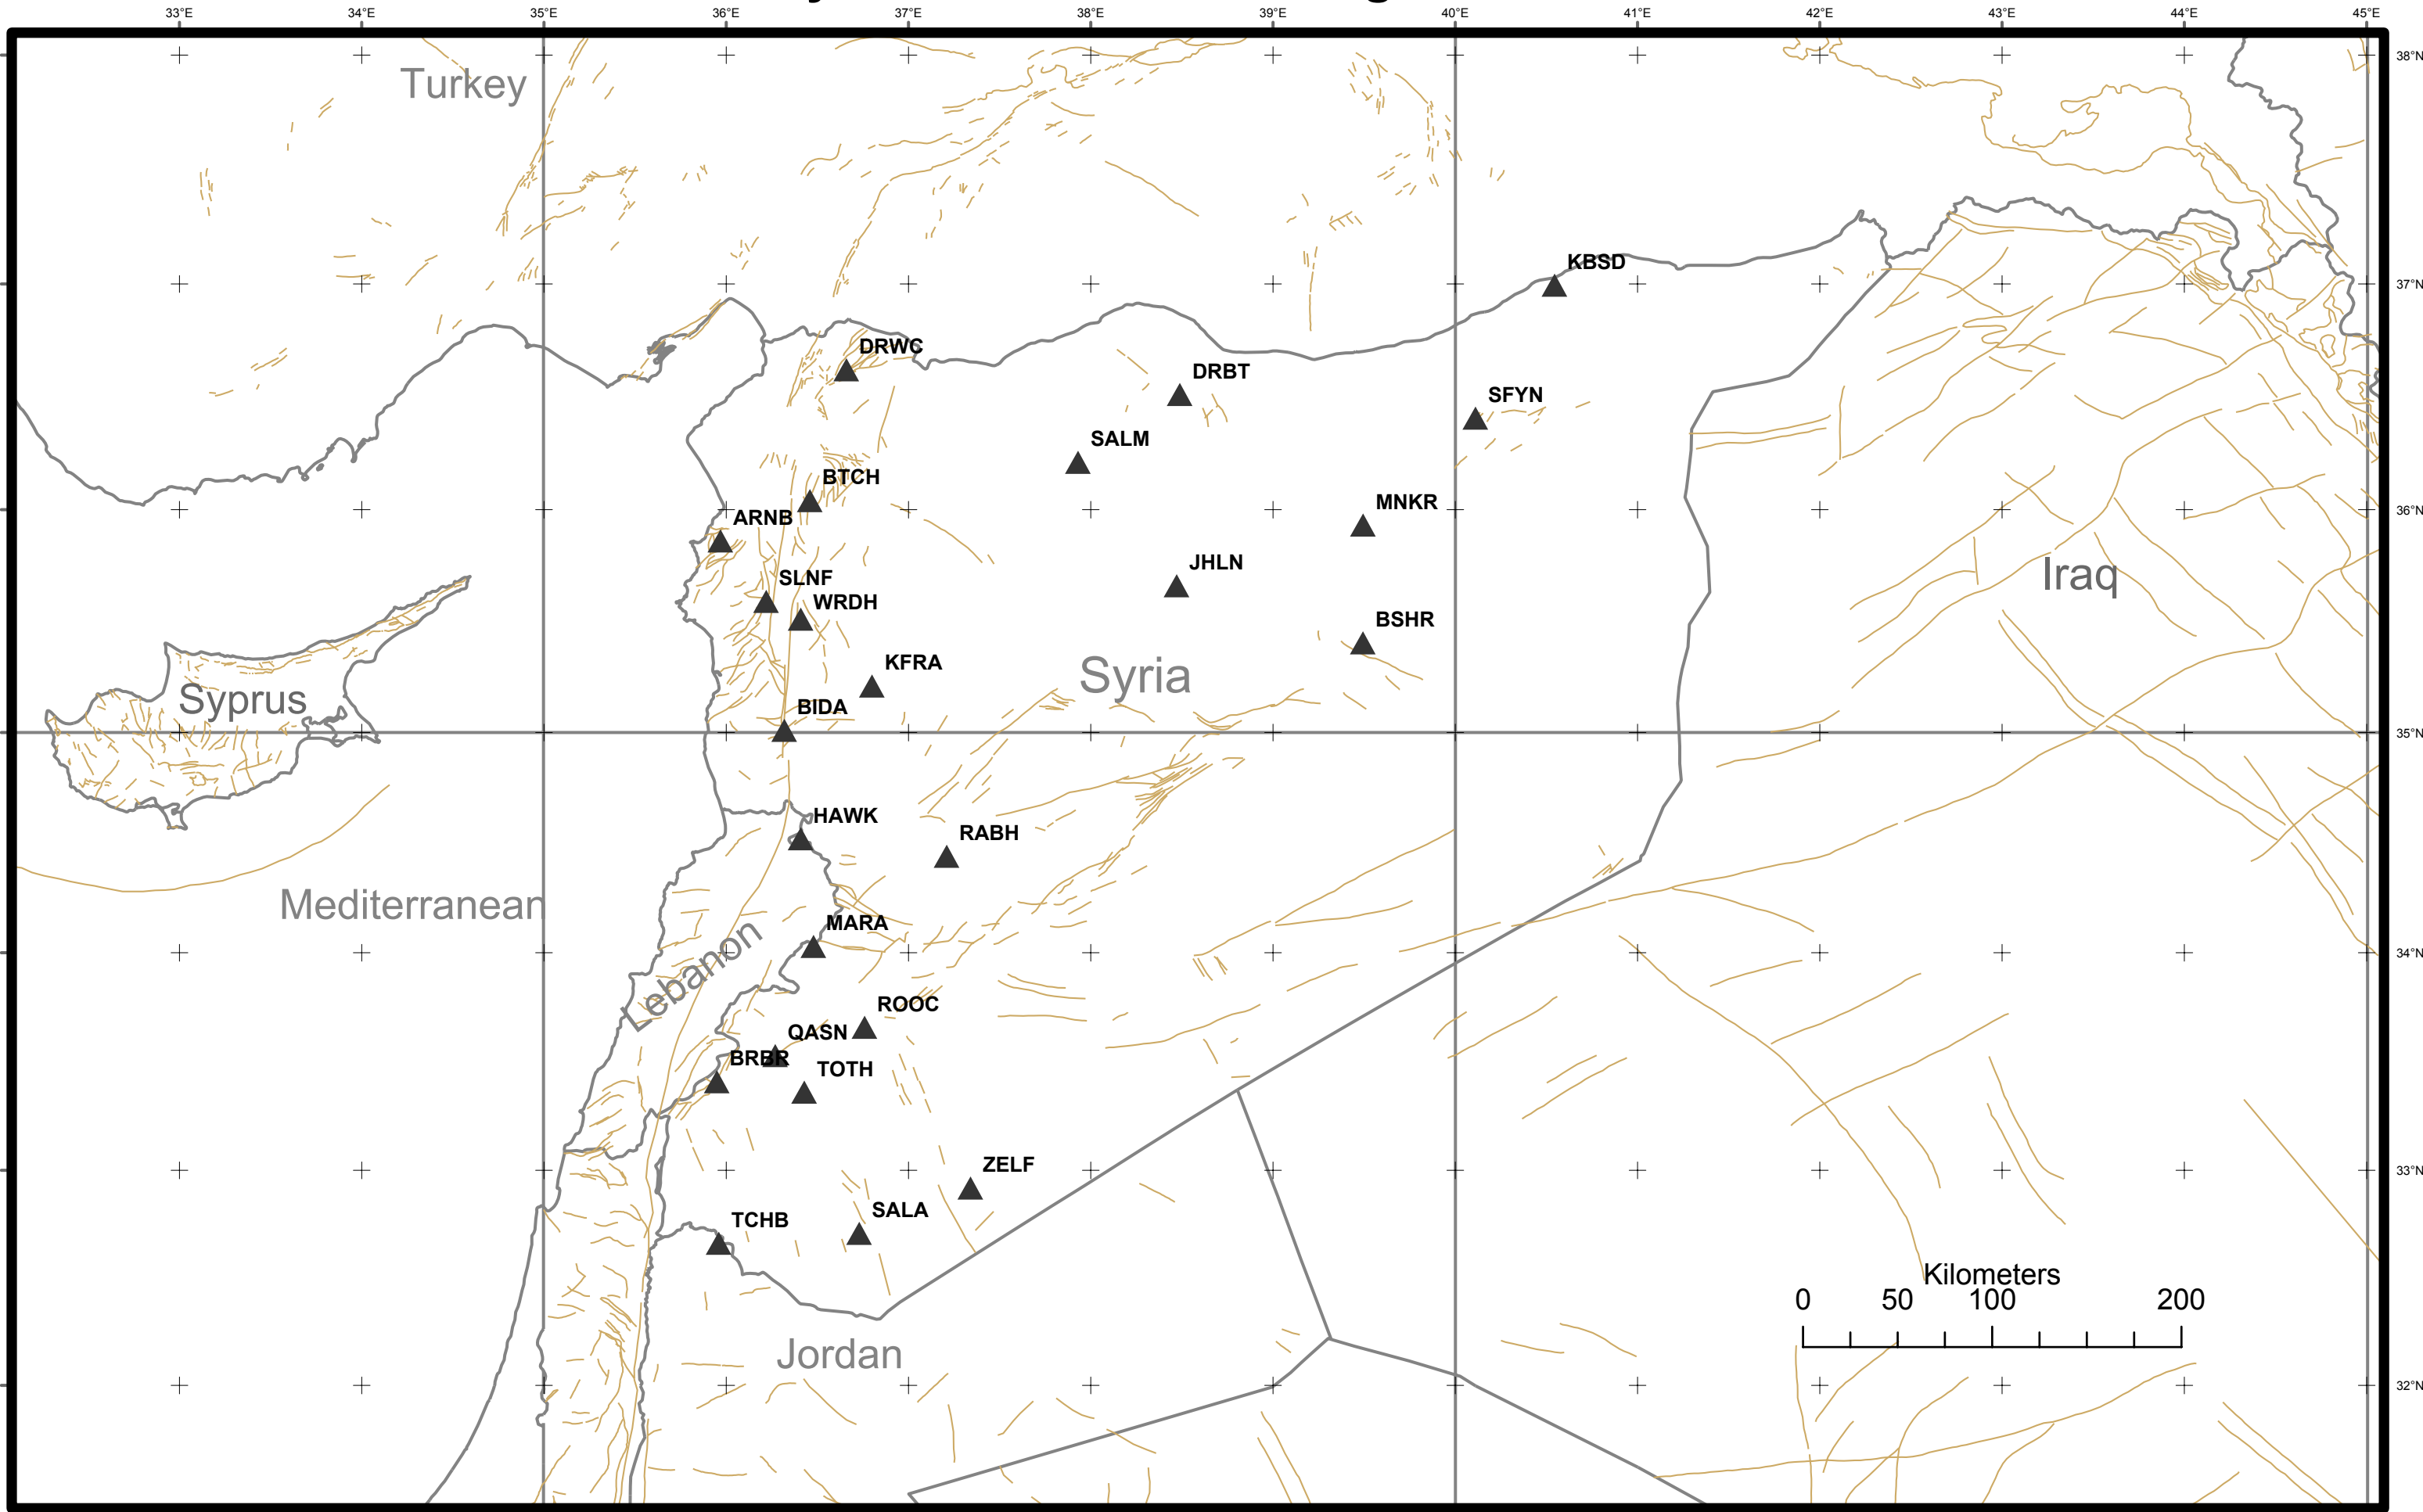 33°E 34°E 35°E 36°E 37°E 38°E 39°E 40°E 41°E 42°E 43°E 44°E 45°E
38°N
Turkey
KBSD
37°N
DRWC
DRBT
SFYN
SALM
BTCH
MNKR
36°N
ARNB
JHLN
Iraq
SLNF
WRDH
BSHR
KFRA
Syria
Syprus
BIDA
35°N
HAWK
RABH
Mediterranean
MARA
Lebanon
34°N
ROOC
QASN
BRBR
TOTH
ZELF
33°N
SALA
TCHB
Kilometers
0 50 100 200
Jordan
32°N